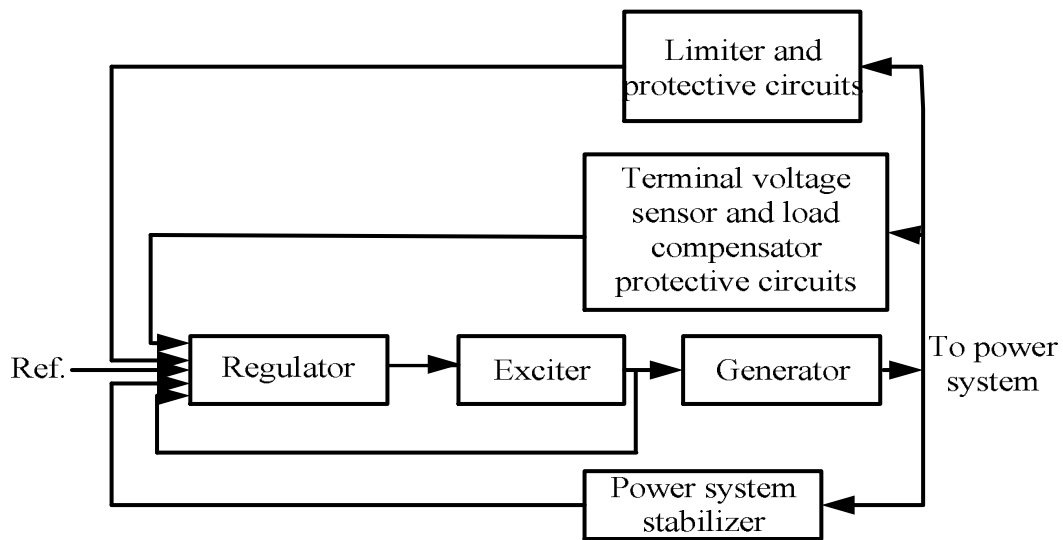 Limiter and
protective circuits
Terminal voltage
sensor and load
compensator
protective circuits
Ref.
Regulator
Exciter
Generator
To power
system
Power system
stabilizer